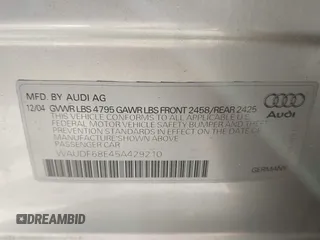 MFD. BY AUDI AG
12/04 GVWR LBS 4795 GAWR LBS FRONT 2458/REAR 2425
THIS VEHICLE CONFORMS TO ALL APPLICABLE U.S.
FEDERAL MOTOR VEHICLE SAFETY BUMPER AND THEFT
PREVENTION STANDARDS IN EFFECT ON THE DATE OF
MANUFACTURE SHOWN ABOVE
PASSENGER CAR
WAUDF68E45A429210
Audi
GERMANY
DREAMBID